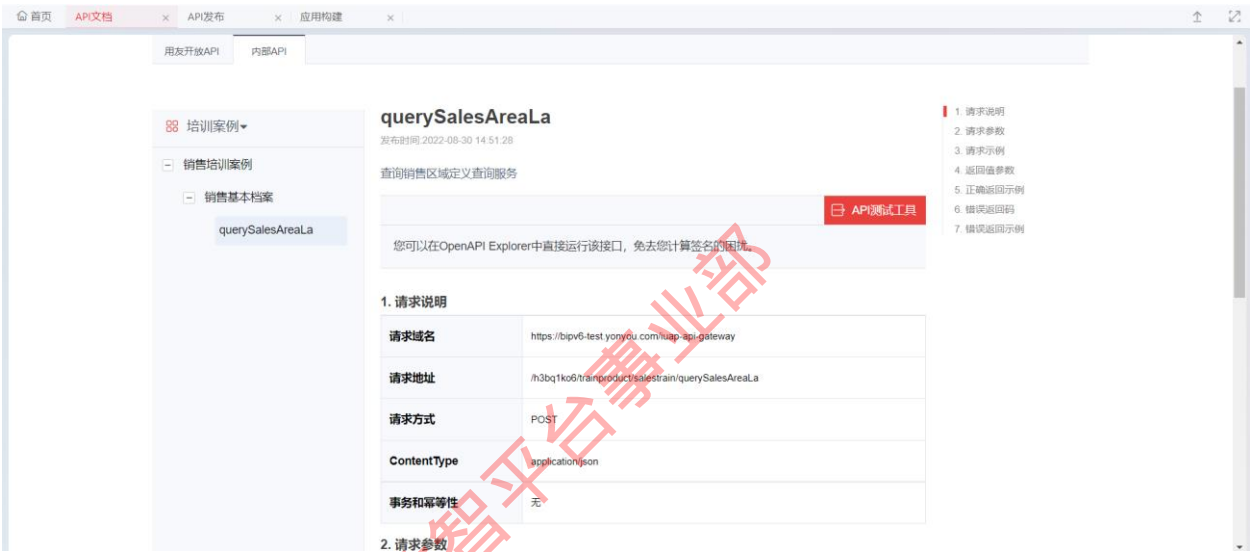 首页 API文档 × API发布 × 应用构建 ×
用友开放API 内部API
培训案例
销售培训案例
销售基本档案
querySalesAreaLa
querySalesAreaLa
发布时间:2022-08-30 14:51:28
查询销售区域定义查询服务
API测试工具
您可以在OpenAPI Explorer中直接运行该接口，免去您计算签名的困扰。
1. 请求说明
请求域名 https://bipv6-test.yonyou.com/iuap-api-gateway
请求地址 /h3bq1ko6/trainproduct/salestrain/querySalesAreaLa
请求方式 POST
ContentType application/json
事务和幂等性 无
2. 请求参数
1. 请求说明
2. 请求参数
3. 请求示例
4. 返回值参数
5. 正确返回示例
6. 错误返回码
7. 错误返回示例
智平台事业部